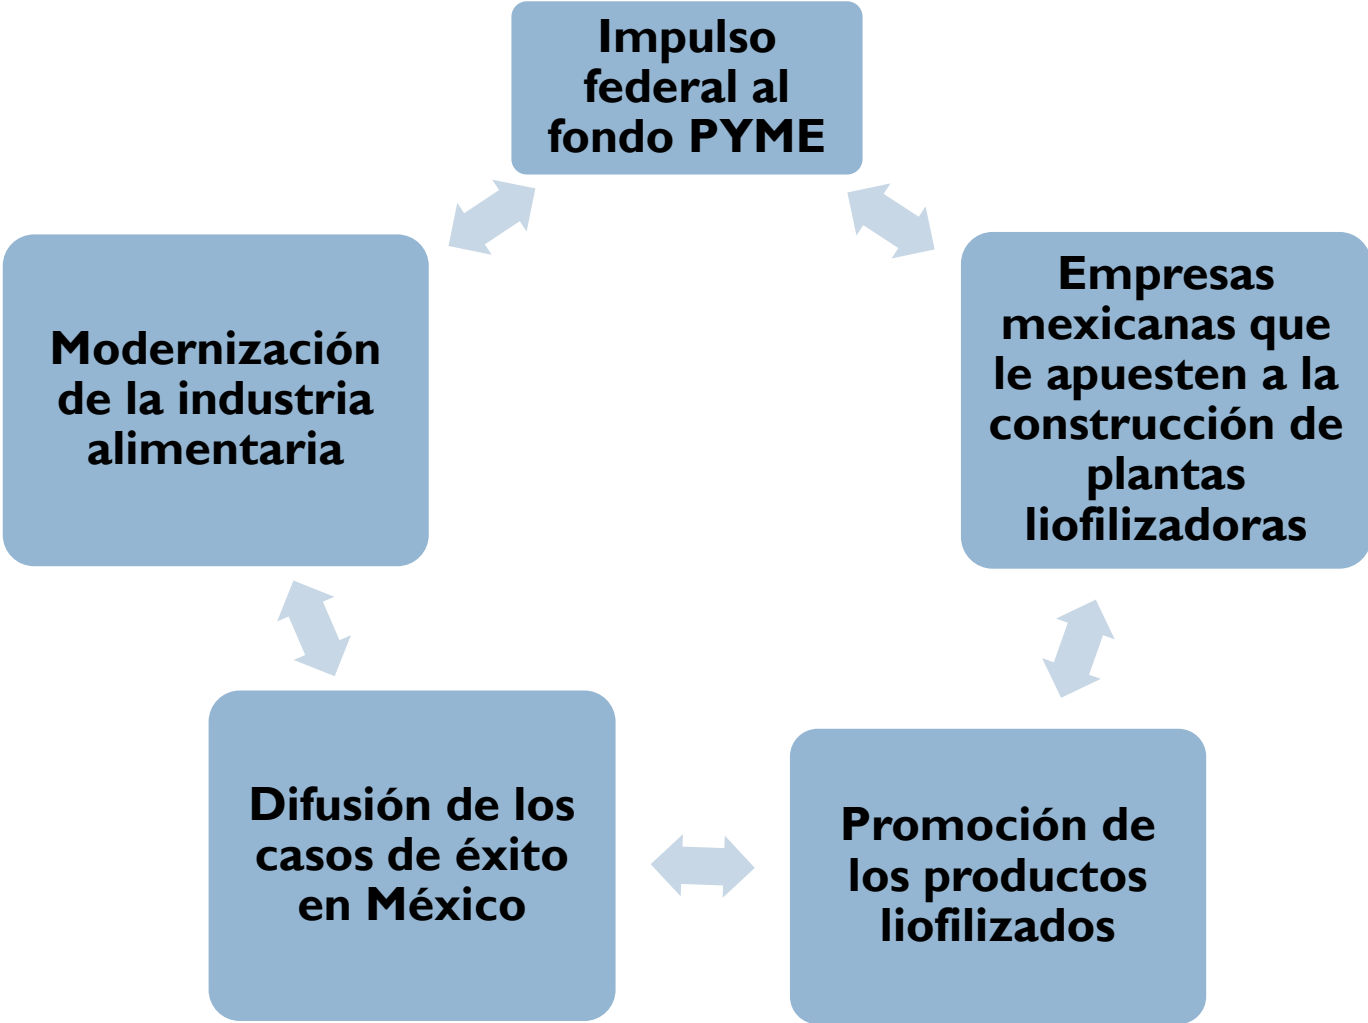 Impulso
federal al
fondo PYME
Empresas
mexicanas que
le apuesten a la
construcción de
plantas
liofilizadoras
Modernización
de la industria
alimentaria
Difusión de los
casos de éxito
en México
Promoción de
los productos
liofilizados